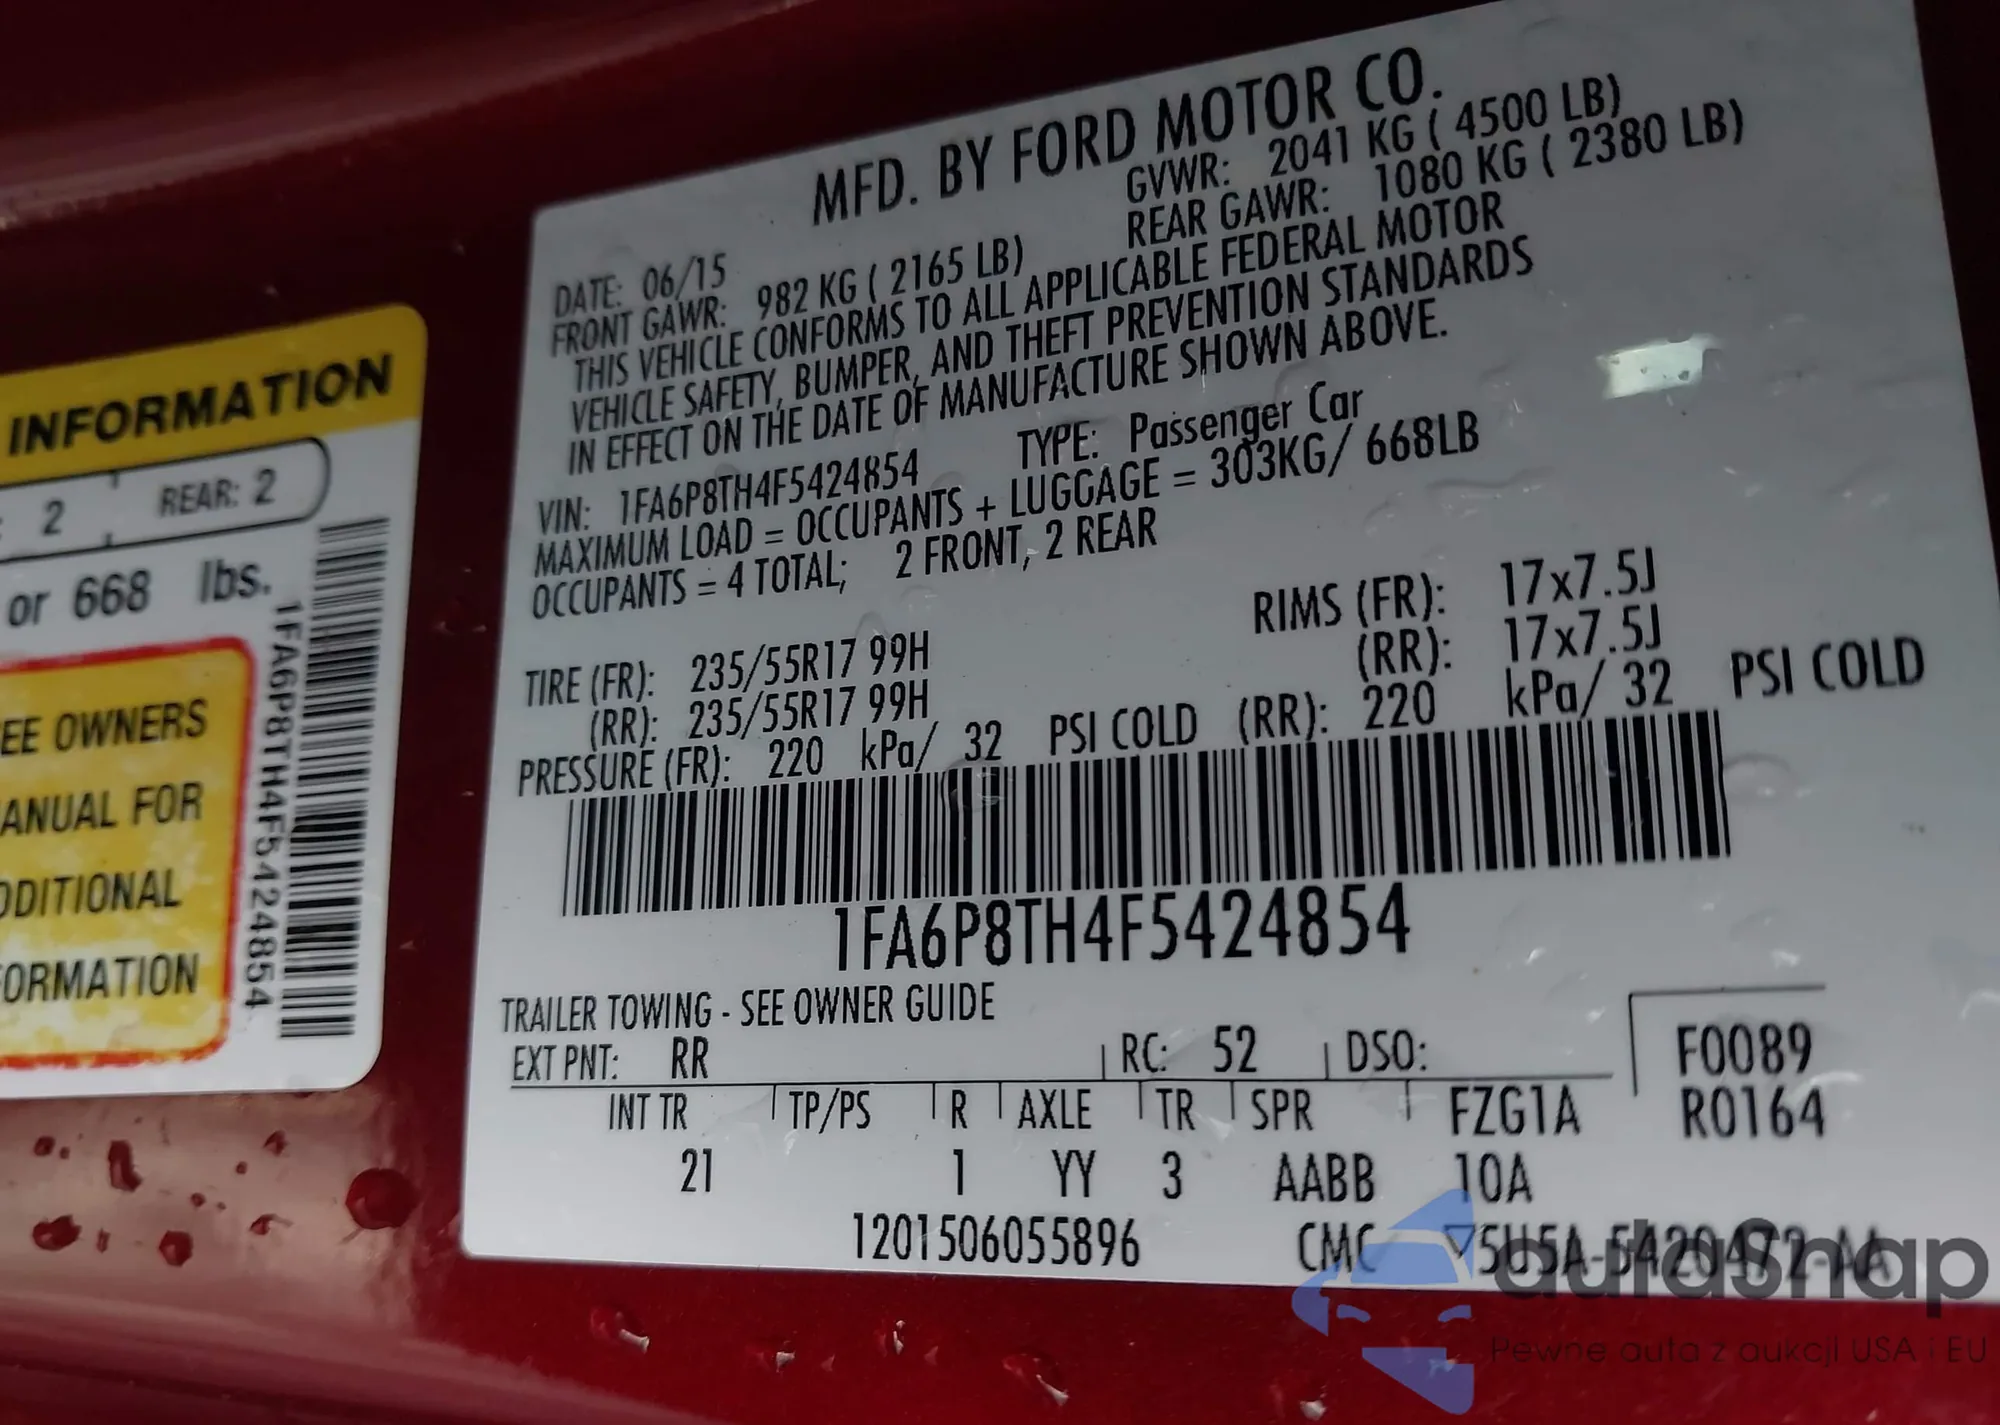 INFORMATION
2 REAR: 2
or 668 lbs.
EE OWNERS
ANUAL FOR
DDITIONAL
FORMATION
1FA6P8TH4F5424854
MFD. BY FORD MOTOR CO.
DATE: 06/15 GVWR: 2041 KG ( 4500 LB)
FRONT GAWR: 982 KG ( 2165 LB) REAR GAWR: 1080 KG ( 2380 LB)
THIS VEHICLE CONFORMS TO ALL APPLICABLE FEDERAL MOTOR
VEHICLE SAFETY, BUMPER, AND THEFT PREVENTION STANDARDS
IN EFFECT ON THE DATE OF MANUFACTURE SHOWN ABOVE.
VIN: 1FA6P8TH4F5424854 TYPE: Passenger Car
MAXIMUM LOAD = OCCUPANTS + LUGGAGE = 303KG/ 668LB
OCCUPANTS = 4 TOTAL; 2 FRONT, 2 REAR
TIRE (FR): 235/55R17 99H RIMS (FR): 17x7.5J
(RR): 235/55R17 99H (RR): 17x7.5J
PRESSURE (FR): 220 kPa/ 32 PSI COLD (RR): 220 kPa/ 32 PSI COLD
1FA6P8TH4F5424854
TRAILER TOWING - SEE OWNER GUIDE
EXT PNT: RR RC: 52 DSO: F0089
INT TR TP/PS R AXLE TR SPR FZG1A R0164
21 1 YY 3 AABB 10A
1201506055896 CMC ▽5U5A-5420472-AA
autoSnap
Pewne auta z aukcji USA i EU